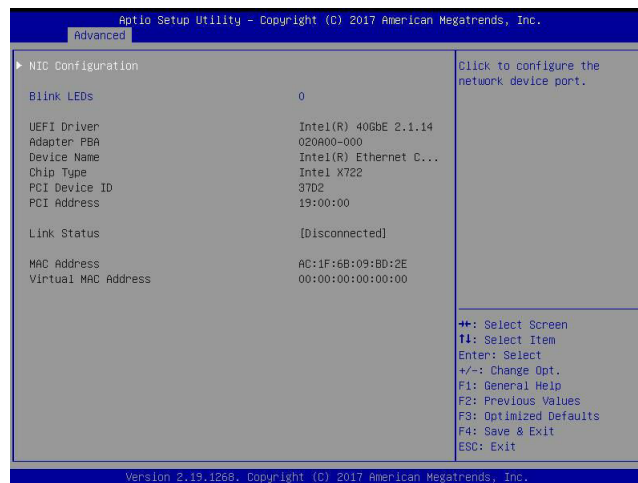 Aptio Setup Utility – Copyright (C) 2017 American Megatrends, Inc.
Advanced
NIC Configuration
Blink LEDs 0
UEFI Driver Intel(R) 40GbE 2.1.14
Adapter PBA 020A00-000
Device Name Intel(R) Ethernet C...
Chip Type Intel X722
PCI Device ID 37D2
PCI Address 19:00:00
Link Status [Disconnected]
MAC Address AC:1F:6B:09:BD:2E
Virtual MAC Address 00:00:00:00:00:00
Click to configure the
network device port.
→←: Select Screen
↑↓: Select Item
Enter: Select
+/-: Change Opt.
F1: General Help
F2: Previous Values
F3: Optimized Defaults
F4: Save & Exit
ESC: Exit
Version 2.19.1268. Copyright (C) 2017 American Megatrends, Inc.